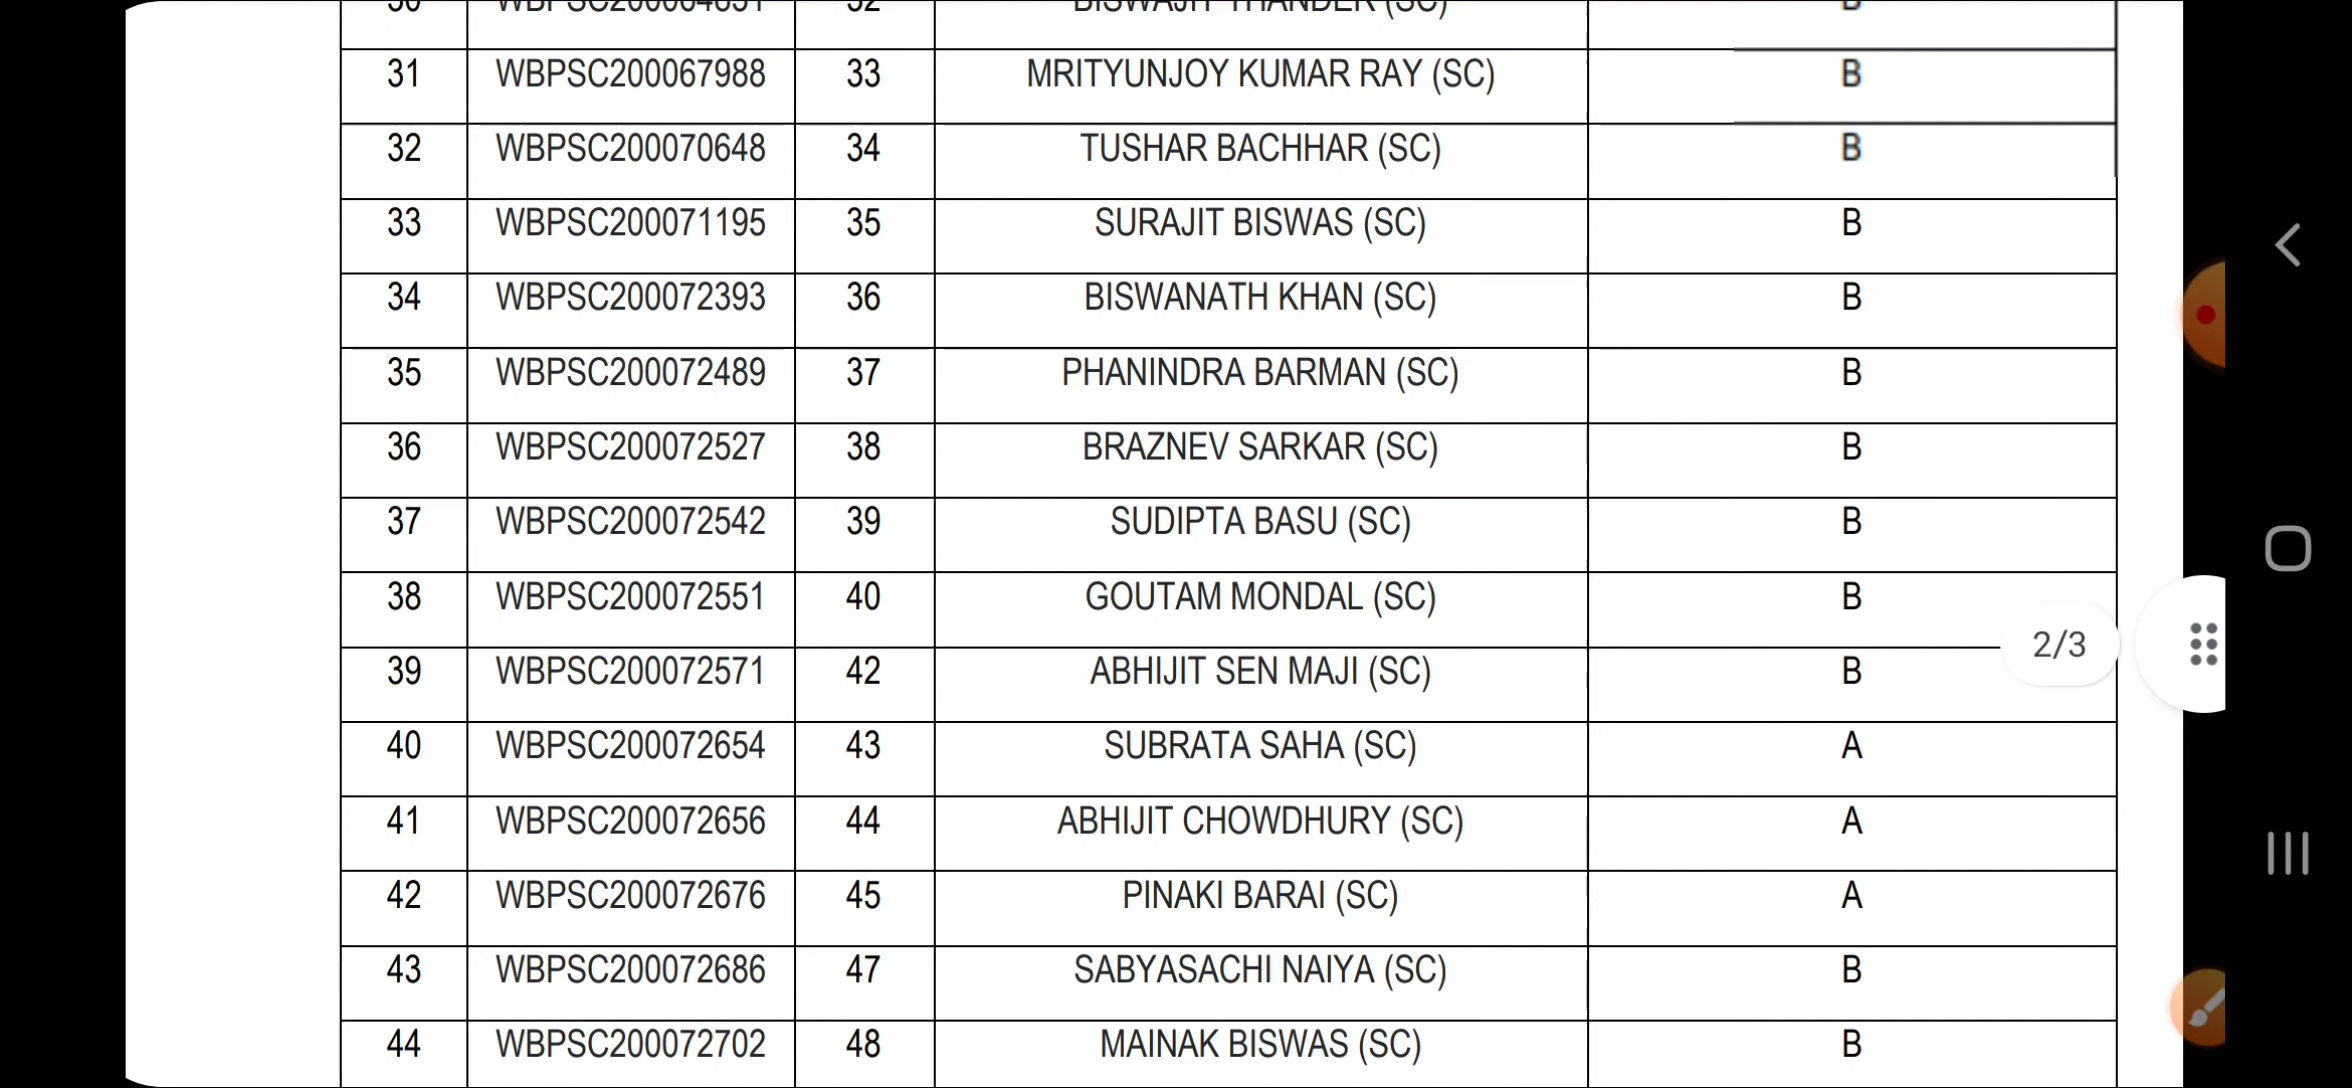 31 WBPSC200067988 33 MRITYUNJOY KUMAR RAY (SC) B
32 WBPSC200070648 34 TUSHAR BACHHAR (SC) B
33 WBPSC200071195 35 SURAJIT BISWAS (SC) B
34 WBPSC200072393 36 BISWANATH KHAN (SC) B
35 WBPSC200072489 37 PHANINDRA BARMAN (SC) B
36 WBPSC200072527 38 BRAZNEV SARKAR (SC) B
37 WBPSC200072542 39 SUDIPTA BASU (SC) B
38 WBPSC200072551 40 GOUTAM MONDAL (SC) B
2/3
39 WBPSC200072571 42 ABHIJIT SEN MAJI (SC) B
40 WBPSC200072654 43 SUBRATA SAHA (SC) A
41 WBPSC200072656 44 ABHIJIT CHOWDHURY (SC) A
42 WBPSC200072676 45 PINAKI BARAI (SC) A
43 WBPSC200072686 47 SABYASACHI NAIYA (SC) B
44 WBPSC200072702 48 MAINAK BISWAS (SC) B